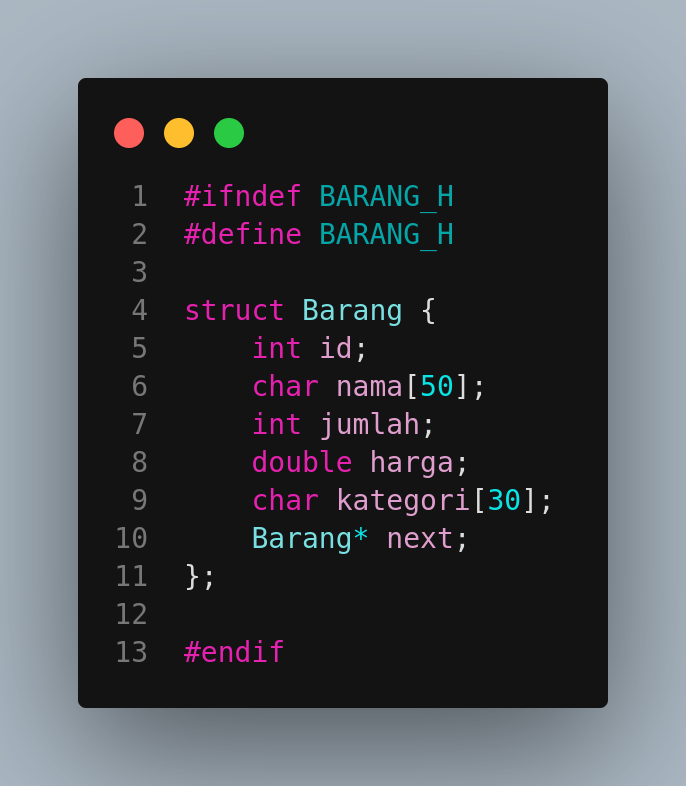 1 #ifndef BARANG_H
2 #define BARANG_H
3
4 struct Barang {
5     int id;
6     char nama[50];
7     int jumlah;
8     double harga;
9     char kategori[30];
10     Barang* next;
11 };
12
13 #endif